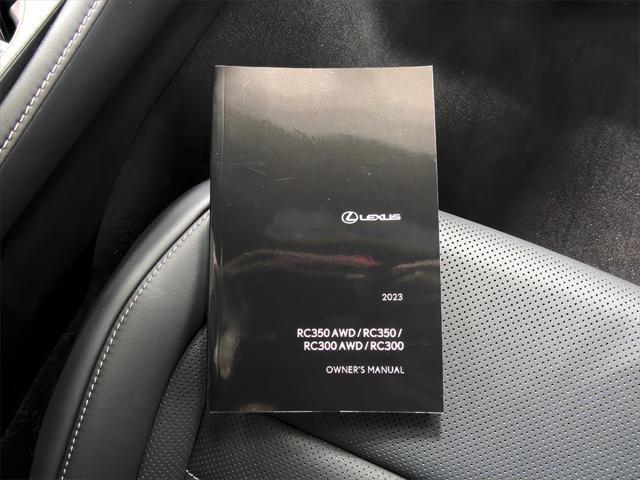 LEXUS
2023
RC350 AWD / RC350 /
RC300 AWD / RC300
OWNER'S MANUAL